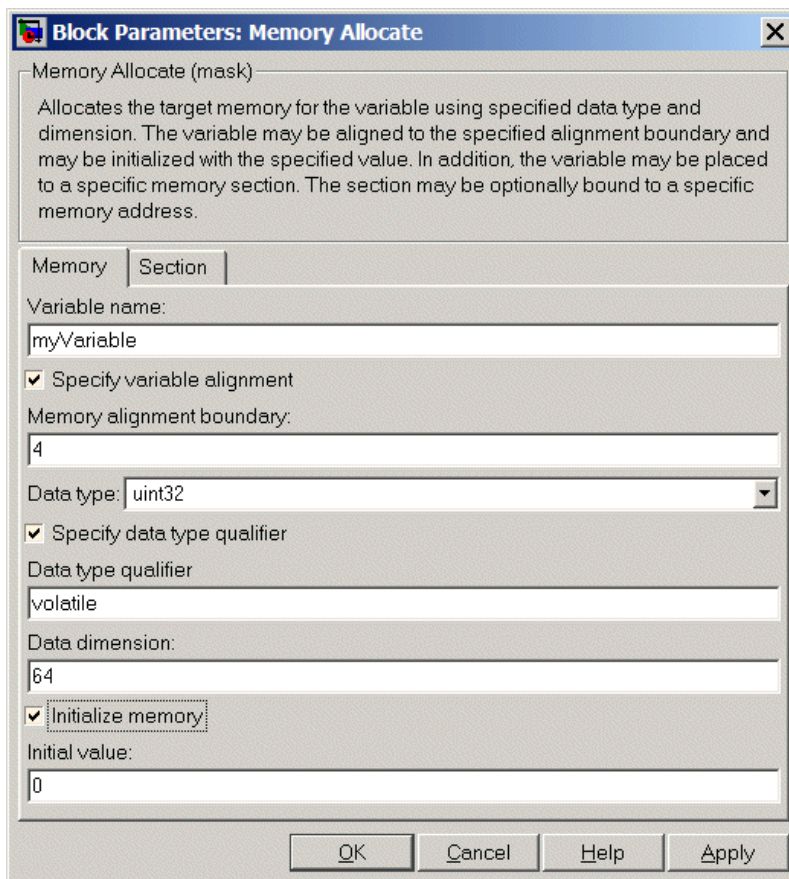 Block Parameters: Memory Allocate
Memory Allocate (mask)
Allocates the target memory for the variable using specified data type and
dimension. The variable may be aligned to the specified alignment boundary and
may be initialized with the specified value. In addition, the variable may be placed
to a specific memory section. The section may be optionally bound to a specific
memory address.
Memory Section
Variable name:
myVariable
Specify variable alignment
Memory alignment boundary:
4
Data type: uint32
Specify data type qualifier
Data type qualifier
volatile
Data dimension:
64
Initialize memory
Initial value:
0
OK Cancel Help Apply